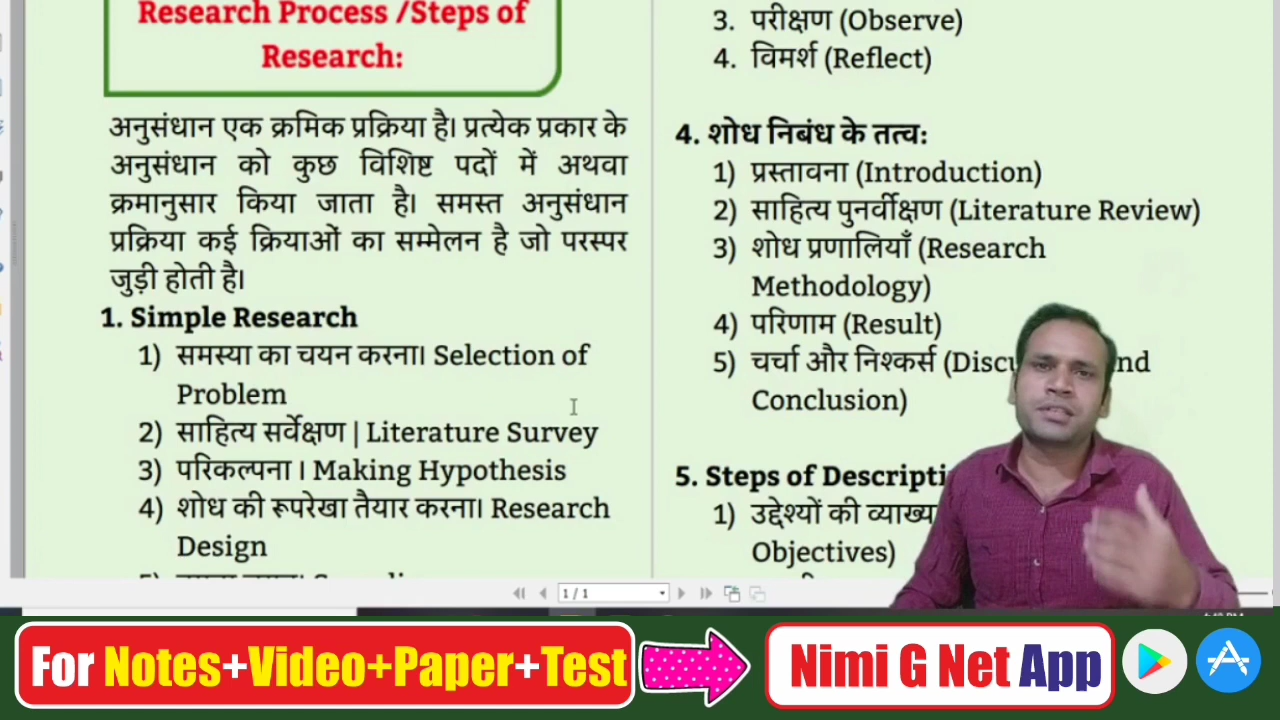 Research Process /Steps of
Research:
अनुसंधान एक क्रमिक प्रक्रिया है। प्रत्येक प्रकार के
अनुसंधान को कुछ विशिष्ट पदों में अथवा
क्रमानुसार किया जाता है। समस्त अनुसंधान
प्रक्रिया कई क्रियाओं का सम्मेलन है जो परस्पर
जुड़ी होती है।
1. Simple Research
1) समस्या का चयन करना। Selection of
Problem
2) साहित्य सर्वेक्षण | Literature Survey
3) परिकल्पना । Making Hypothesis
4) शोध की रूपरेखा तैयार करना। Research
Design
3. परीक्षण (Observe)
4. विमर्श (Reflect)
4. शोध निबंध के तत्व:
1) प्रस्तावना (Introduction)
2) साहित्य पुनर्वीक्षण (Literature Review)
3) शोध प्रणालियाँ (Research
Methodology)
4) परिणाम (Result)
5) चर्चा और निश्कर्स
Conclusion)
5. Steps of
1) उद्देश्यों की
Objectives)
1 / 1
For Notes+Video+Paper+Test
Nimi G Net App